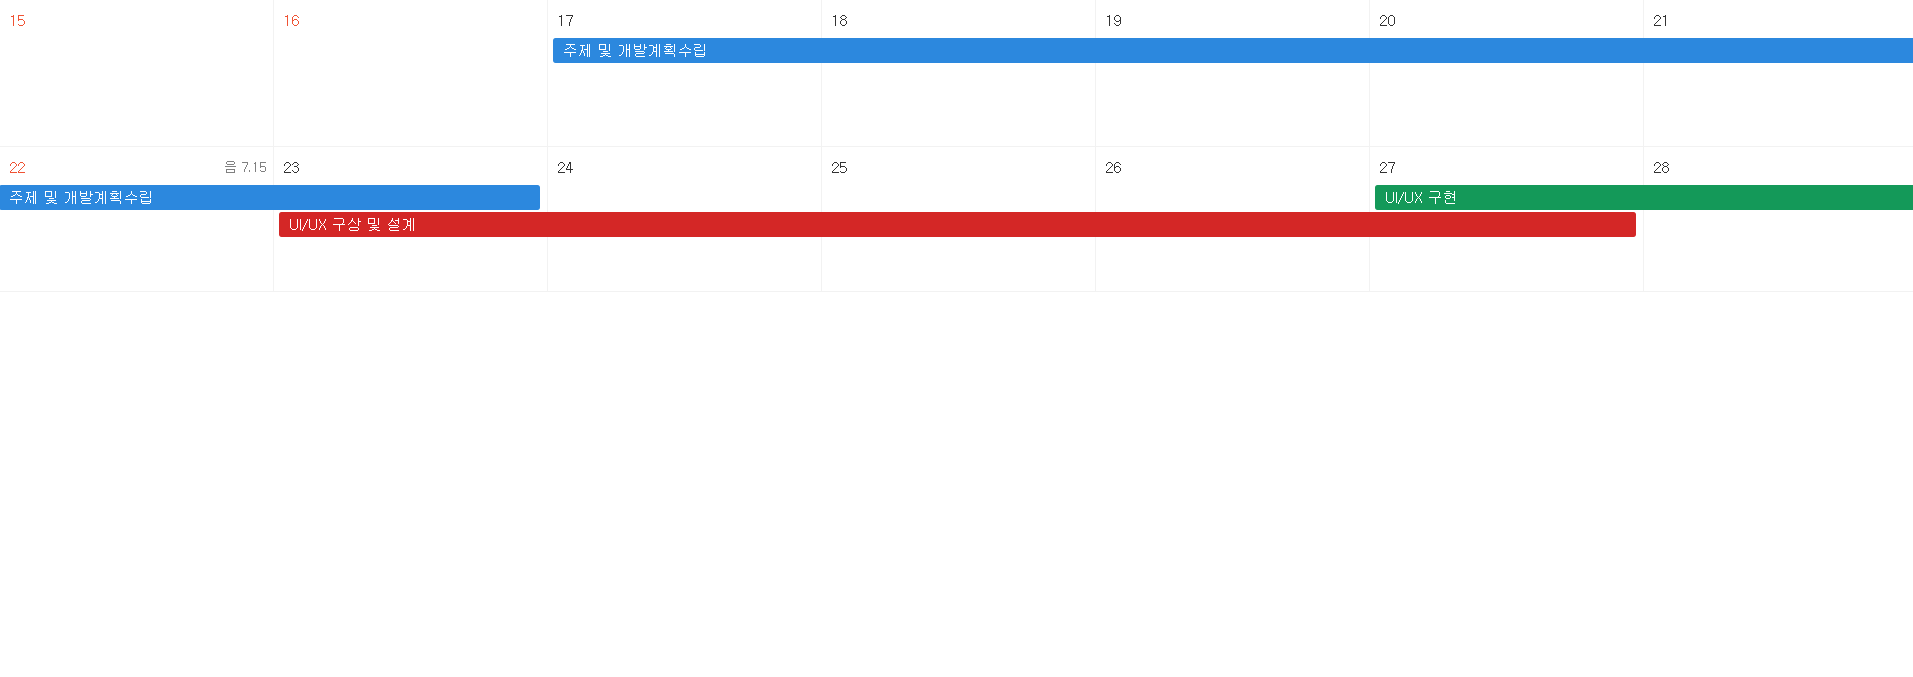 15 16 17 18 19 20 21
주제 및 개발계획수립
22 음 7.15 23 24 25 26 27 28
주제 및 개발계획수립 UI/UX 구현
UI/UX 구상 및 설계